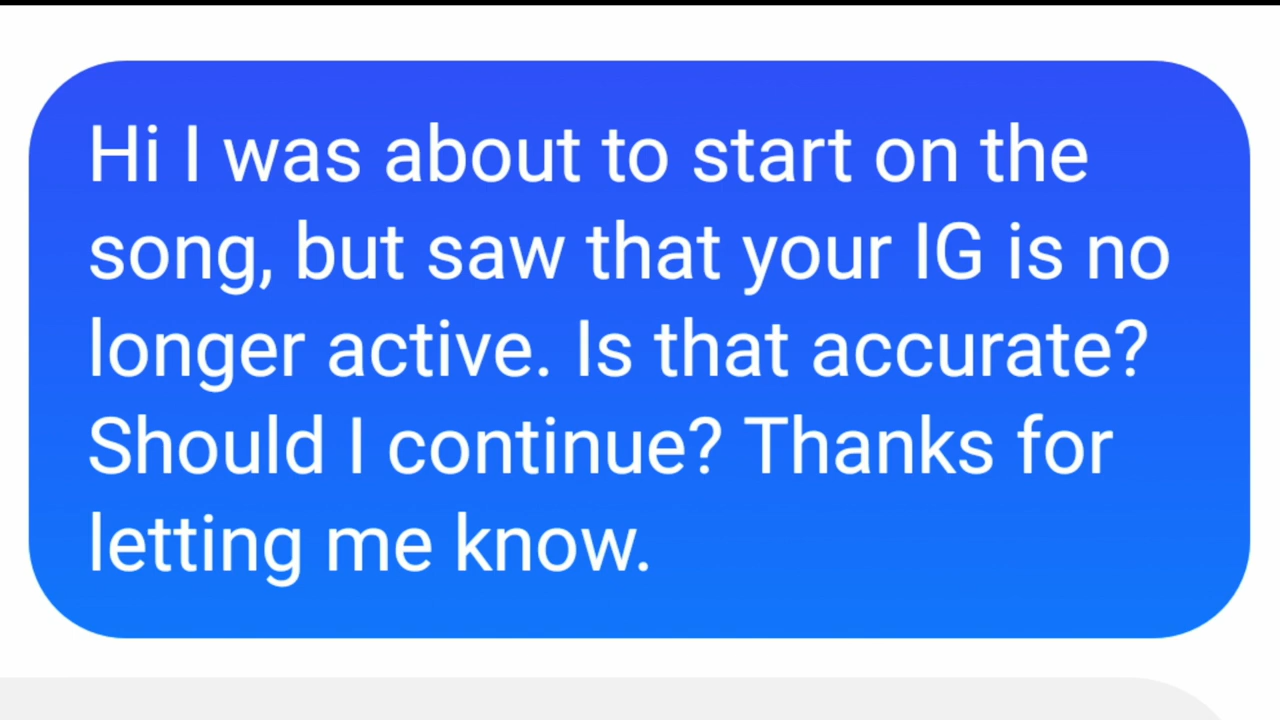 Hi I was about to start on the
song, but saw that your IG is no
longer active. Is that accurate?
Should I continue? Thanks for
letting me know.